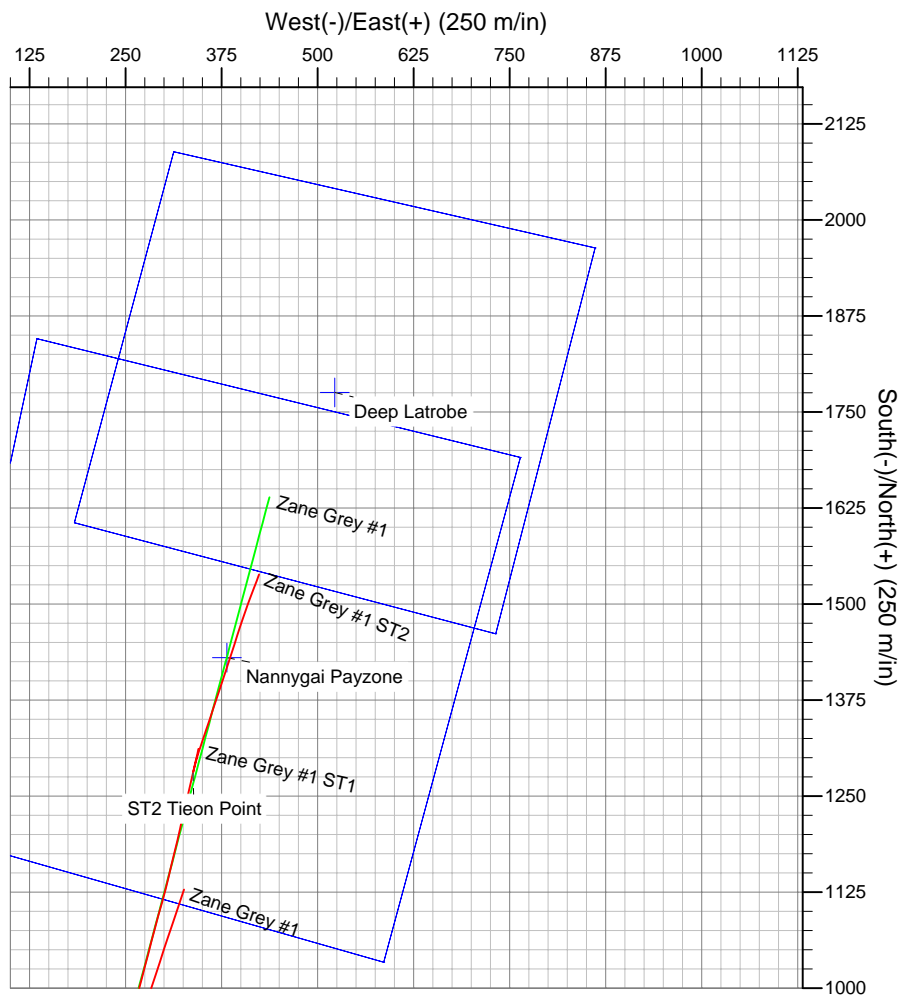 West(-)/East(+) (250 m/in)
125 250 375 500 625 750 875 1000 1125
2125
2000
1875
1750
1625
1500
1375
1250
1125
1000
South(-)/North(+) (250 m/in)
Deep Latrobe
Zane Grey #1
Zane Grey #1 ST2
Nannygai Payzone
Zane Grey #1 ST1
ST2 Tieon Point
Zane Grey #1